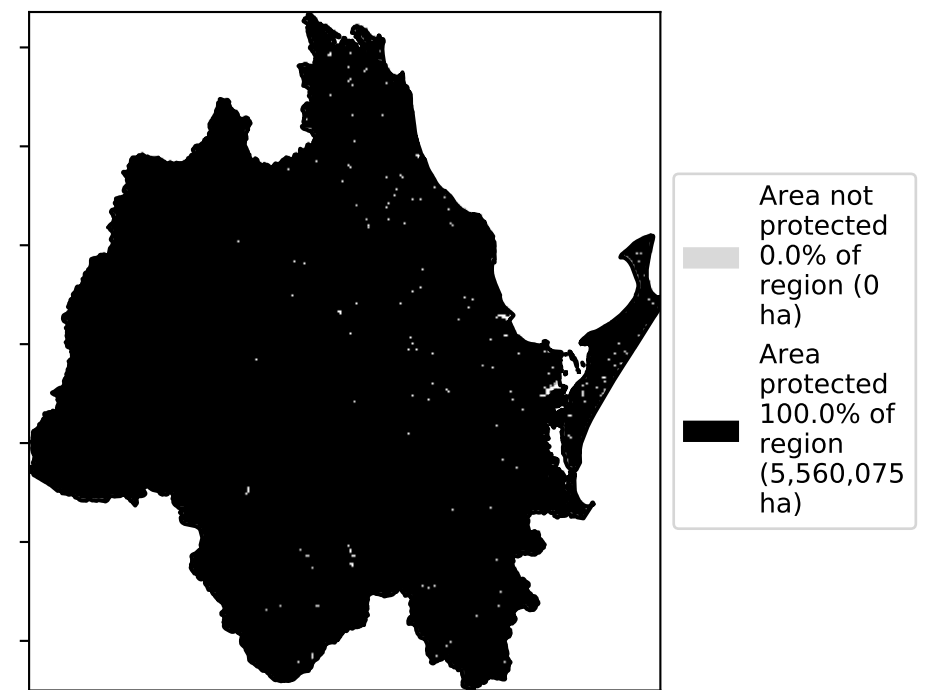 Area not
protected
0.0% of
region (0
ha)
Area
protected
100.0% of
region
(5,560,075
ha)